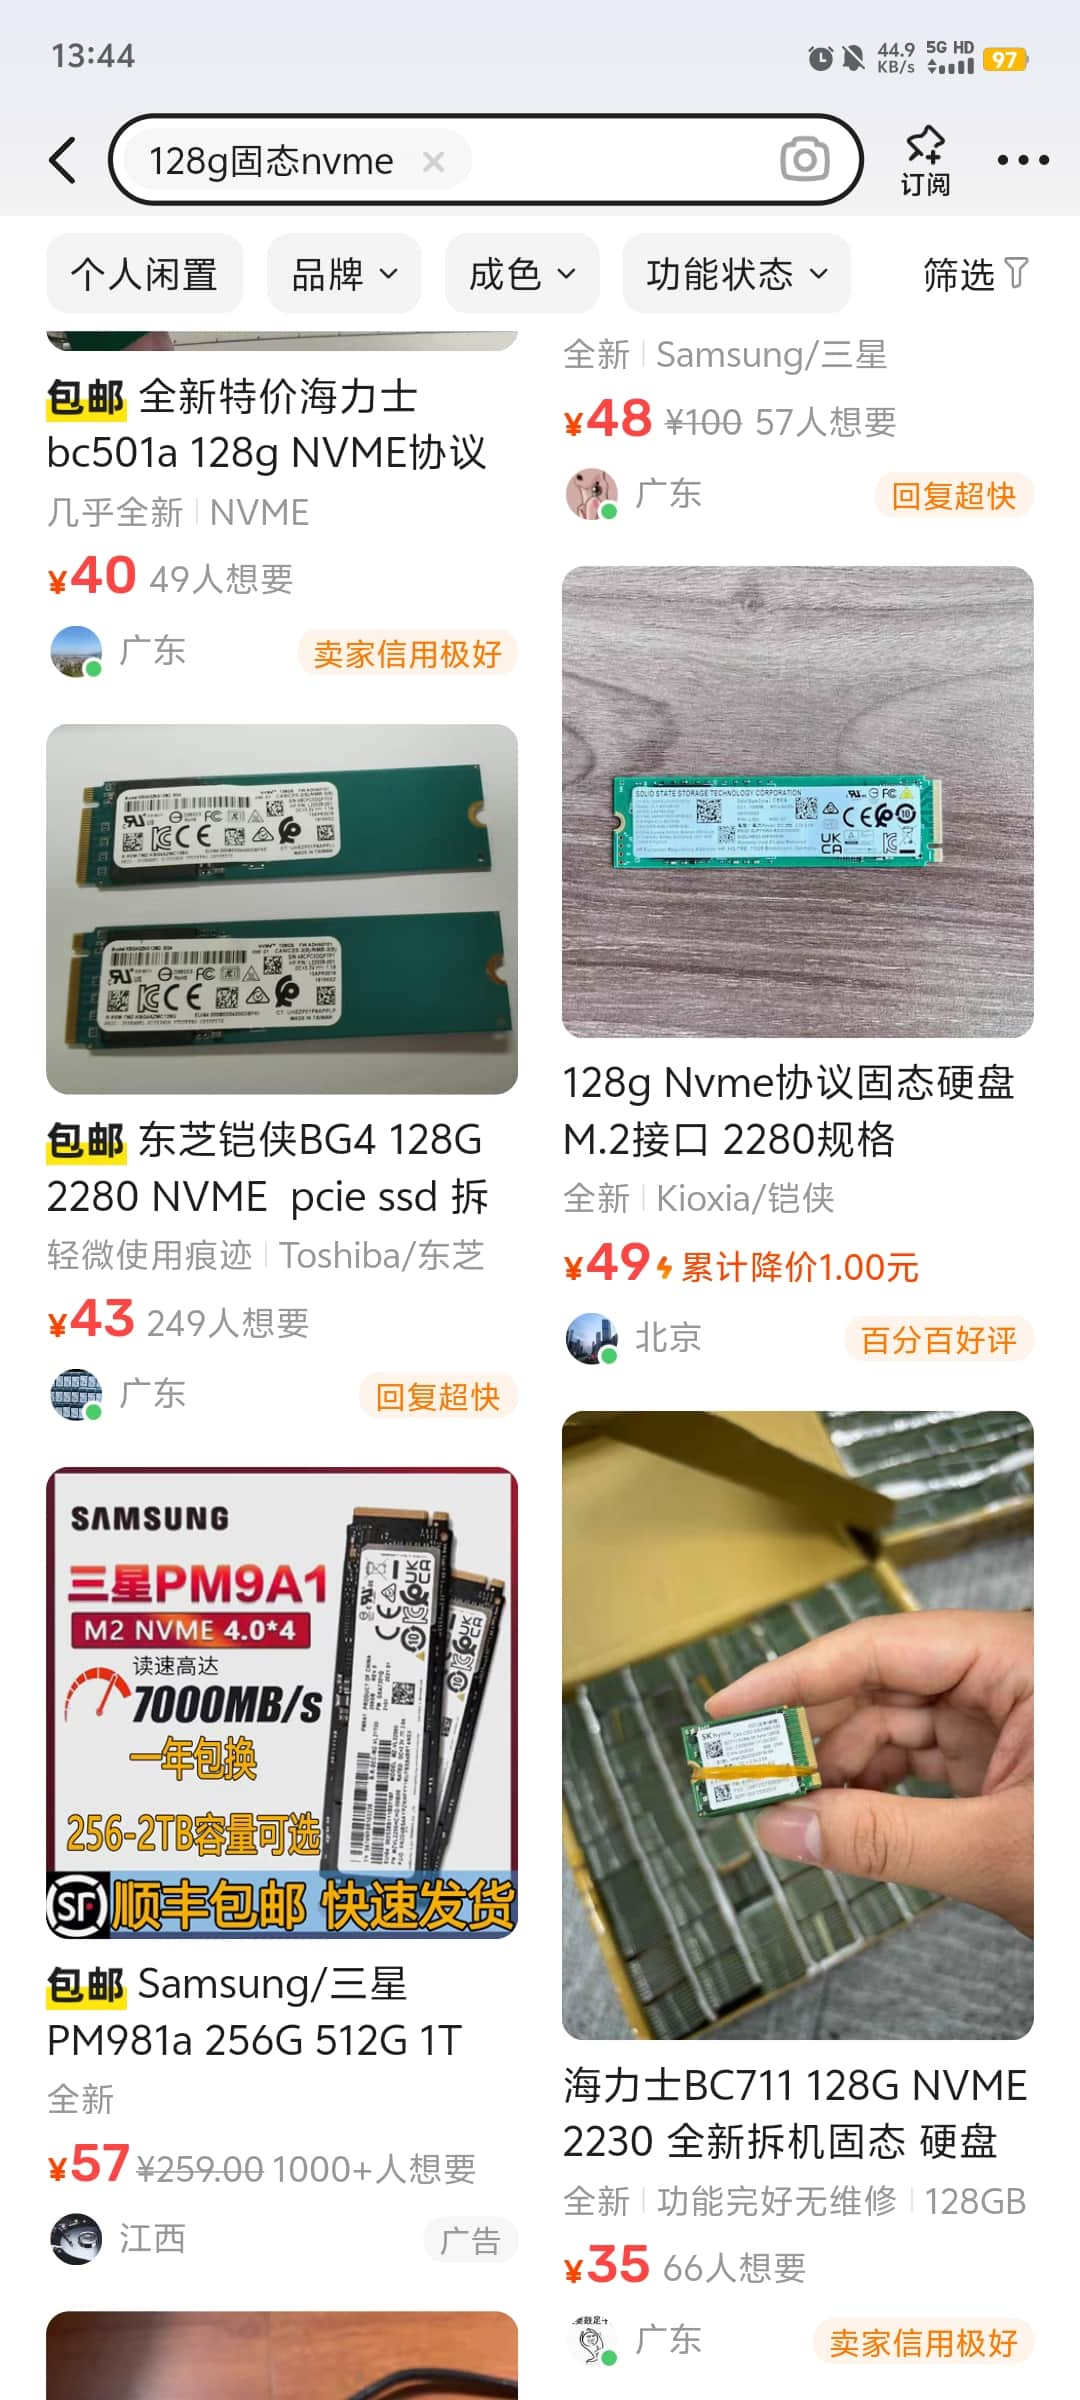 13:44
44.9 KB/s
5G HD
97
128g固态nvme
订阅
个人闲置
品牌
成色
功能状态
筛选
包邮 全新特价海力士
bc501a 128g NVME协议
几乎全新 NVME
¥40 49人想要
广东
卖家信用极好
包邮 东芝铠侠BG4 128G
2280 NVME pcie ssd 拆
轻微使用痕迹 Toshiba/东芝
¥43 249人想要
广东
回复超快
SAMSUNG
三星PM9A1
M2 NVME 4.0*4
读速高达
7000MB/s
一年包换
256-2TB容量可选
SF 顺丰包邮 快速发货
包邮 Samsung/三星
PM981a 256G 512G 1T
全新
¥57 ¥259.00 1000+人想要
江西
广告
全新 Samsung/三星
¥48 ¥100 57人想要
广东
回复超快
SOLID STATE STORAGE TECHNOLOGY CORPORATION
128g Nvme协议固态硬盘
M.2接口 2280规格
全新 Kioxia/铠侠
¥49 累计降价1.00元
北京
百分百好评
SK hynix
海力士BC711 128G NVME
2230 全新拆机固态 硬盘
全新 功能完好无维修 128GB
¥35 66人想要
广东
卖家信用极好